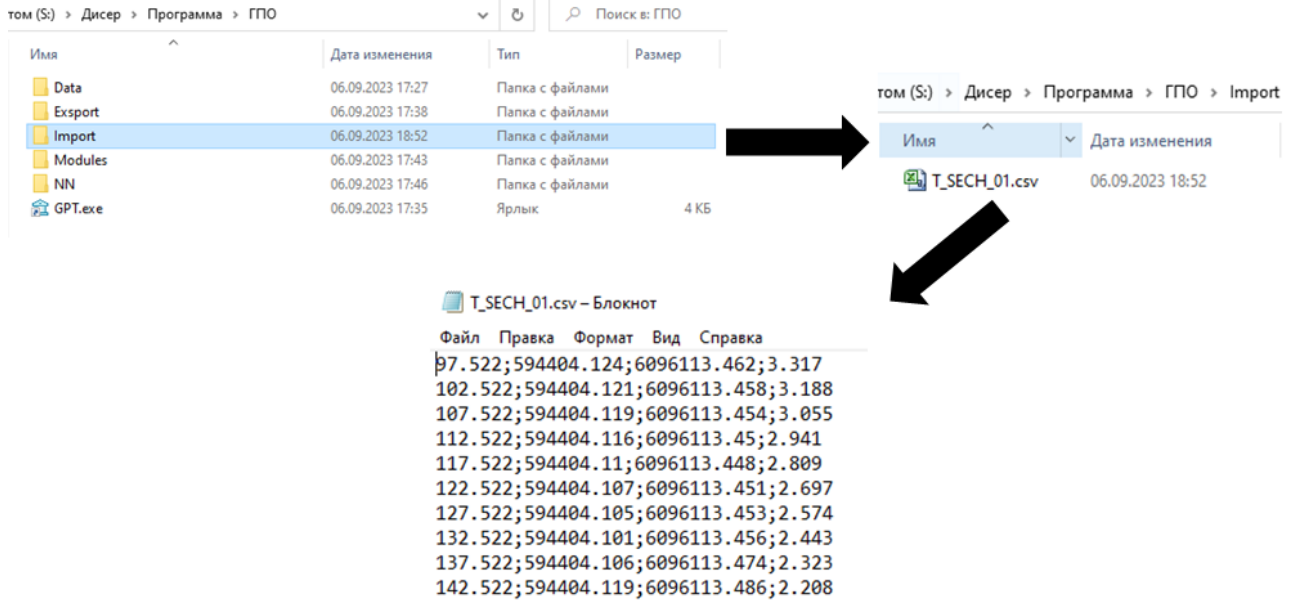 том (S:) › Дисер › Программа › ГПО Поиск в: ГПО
Имя Дата изменения Тип Размер
Data 06.09.2023 17:27 Папка с файлами
Exsport 06.09.2023 17:38 Папка с файлами
Import 06.09.2023 18:52 Папка с файлами
Modules 06.09.2023 17:43 Папка с файлами
NN 06.09.2023 17:46 Папка с файлами
GPT.exe 06.09.2023 17:35 Ярлык 4 КБ
том (S:) › Дисер › Программа › ГПО › Import
Имя Дата изменения
T_SECH_01.csv 06.09.2023 18:52
T_SECH_01.csv – Блокнот
Файл Правка Формат Вид Справка
97.522;594404.124;6096113.462;3.317
102.522;594404.121;6096113.458;3.188
107.522;594404.119;6096113.454;3.055
112.522;594404.116;6096113.45;2.941
117.522;594404.11;6096113.448;2.809
122.522;594404.107;6096113.451;2.697
127.522;594404.105;6096113.453;2.574
132.522;594404.101;6096113.456;2.443
137.522;594404.106;6096113.474;2.323
142.522;594404.119;6096113.486;2.208